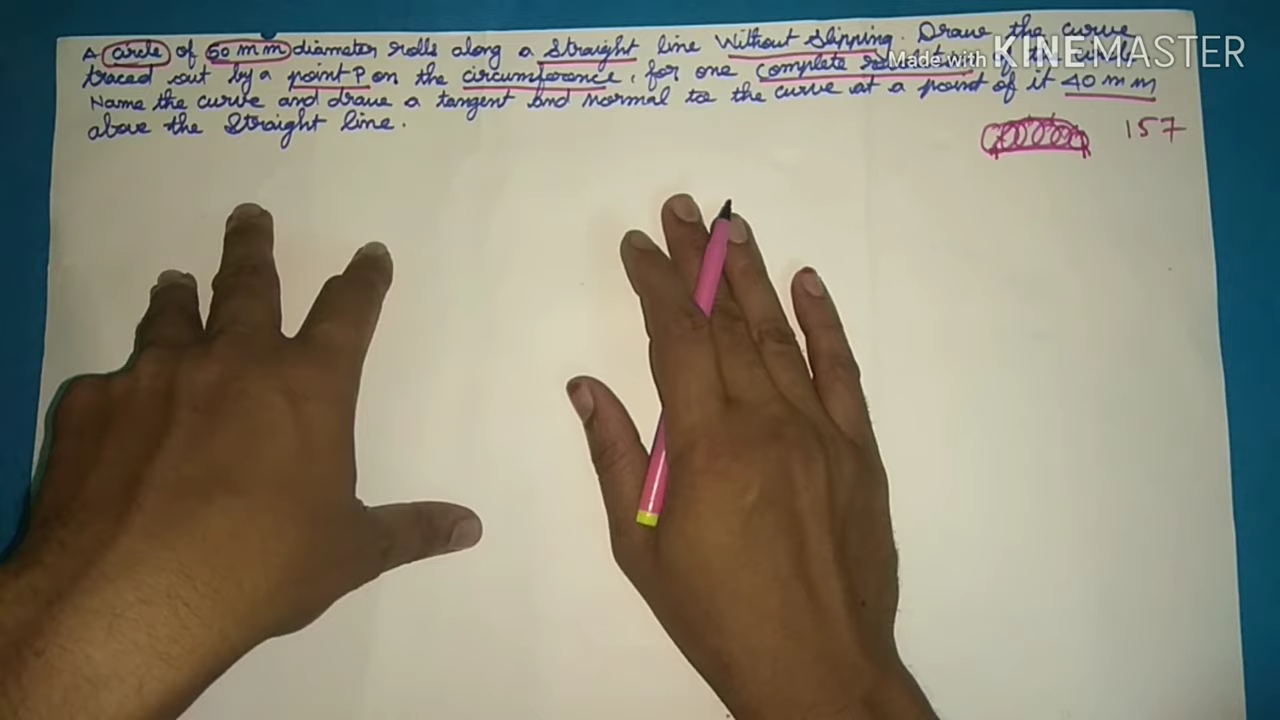 A circle of 50 mm diameter, rolls along a straight line Without slipping. Draw the curve
traced out by a point P on the circumference, for one complete of the
Name the curve and draw a tangent and normal to the curve at a point of it 40 mm
above the straight line.
157
Made with KINEMASTER